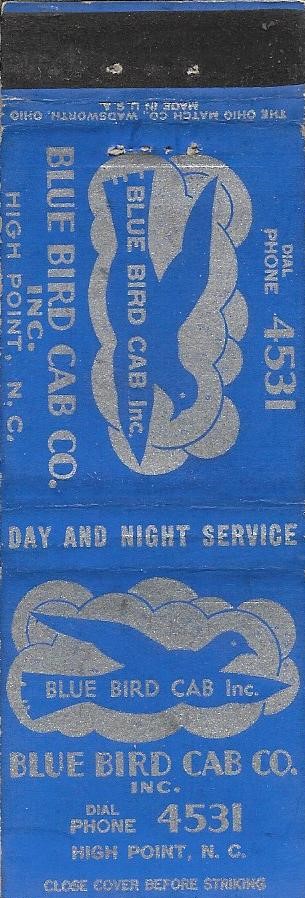 THE OHIO MATCH CO., WADSWORTH, OHIO
MADE IN U.S.A.
DIAL
PHONE 4531
BLUE BIRD CAB Inc.
BLUE BIRD CAB CO.
INC.
HIGH POINT, N. C.
DAY AND NIGHT SERVICE
BLUE BIRD CAB Inc.
BLUE BIRD CAB CO.
INC.
DIAL
PHONE 4531
HIGH POINT, N. C.
CLOSE COVER BEFORE STRIKING